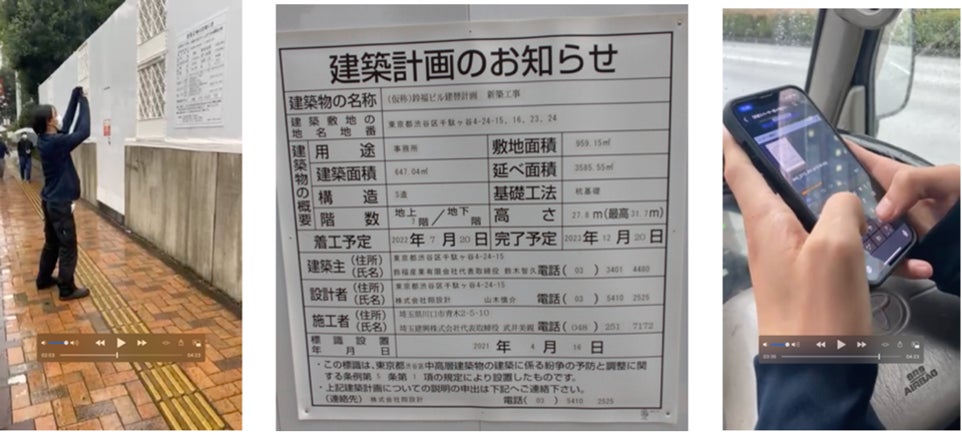 02:03
04:23
建築計画のお知らせ
建築物の名称 (仮称)鈴福ビル建替計画 新築工事
建築敷地の地名地番 東京都渋谷区千駄ヶ谷4-24-15, 16, 23, 24
建築物の概要
用途 事務所 敷地面積 959.15㎡
建築面積 647.04㎡ 延べ面積 3585.55㎡
構造 S造 基礎工法 杭基礎
階数 地上7階/地下 階 高さ 27.8m(最高31.7m)
着工予定 2022年7月20日 完了予定 2023年12月20日
建築主(住所)(氏名) 東京都渋谷区千駄ヶ谷4-24-15
鈴福産業有限会社代表取締役 鈴木智久 電話(03)3401 4480
設計者(住所)(氏名) 東京都渋谷区千駄ヶ谷4-24-15
株式会社翔設計 山木慎介 電話(03)5410 2525
施工者(住所)(氏名) 埼玉県川口市青木2-5-10
埼玉建興株式会社代表取締役 武井美親 電話(048)251 7172
標識設置年月日 2021年4月16日
・この標識は、東京都渋谷区中高層建築物の建築に係る紛争の予防と調整に関
する条例第5条第1項の規定により設置したものです。
・上記建築計画についての説明の申出は下記へご連絡下さい。
(連絡先) 株式会社翔設計 電話(03)5410 2525
04:23
SRS
AIRBAG